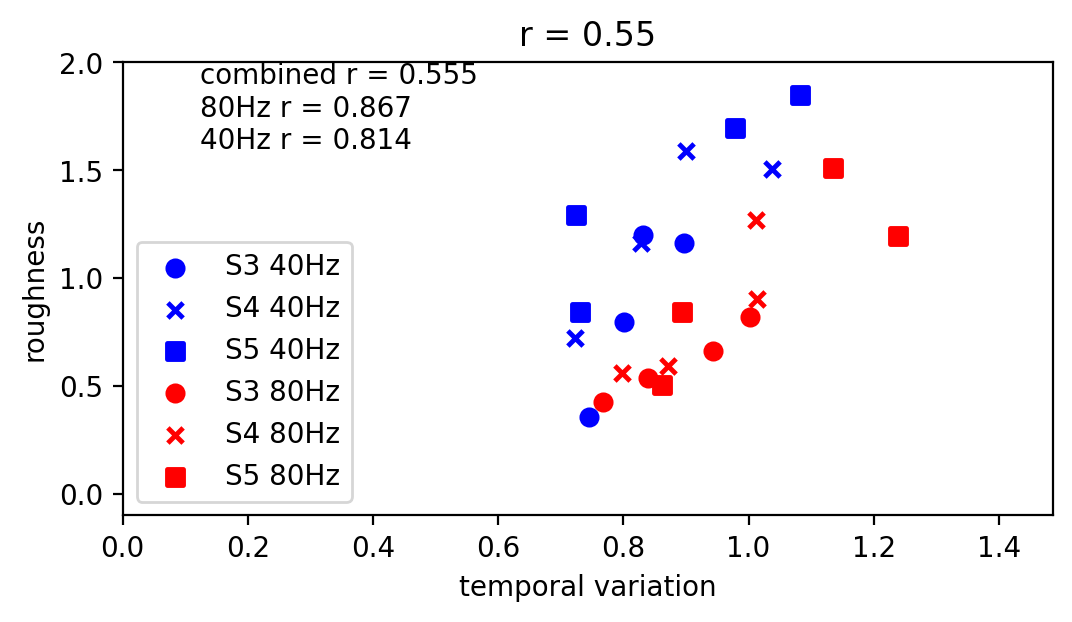 r = 0.55
combined r = 0.555
80Hz r = 0.867
40Hz r = 0.814
2.0
1.5
1.0
0.5
0.0
roughness
S3 40Hz
S4 40Hz
S5 40Hz
S3 80Hz
S4 80Hz
S5 80Hz
0.0 0.2 0.4 0.6 0.8 1.0 1.2 1.4
temporal variation